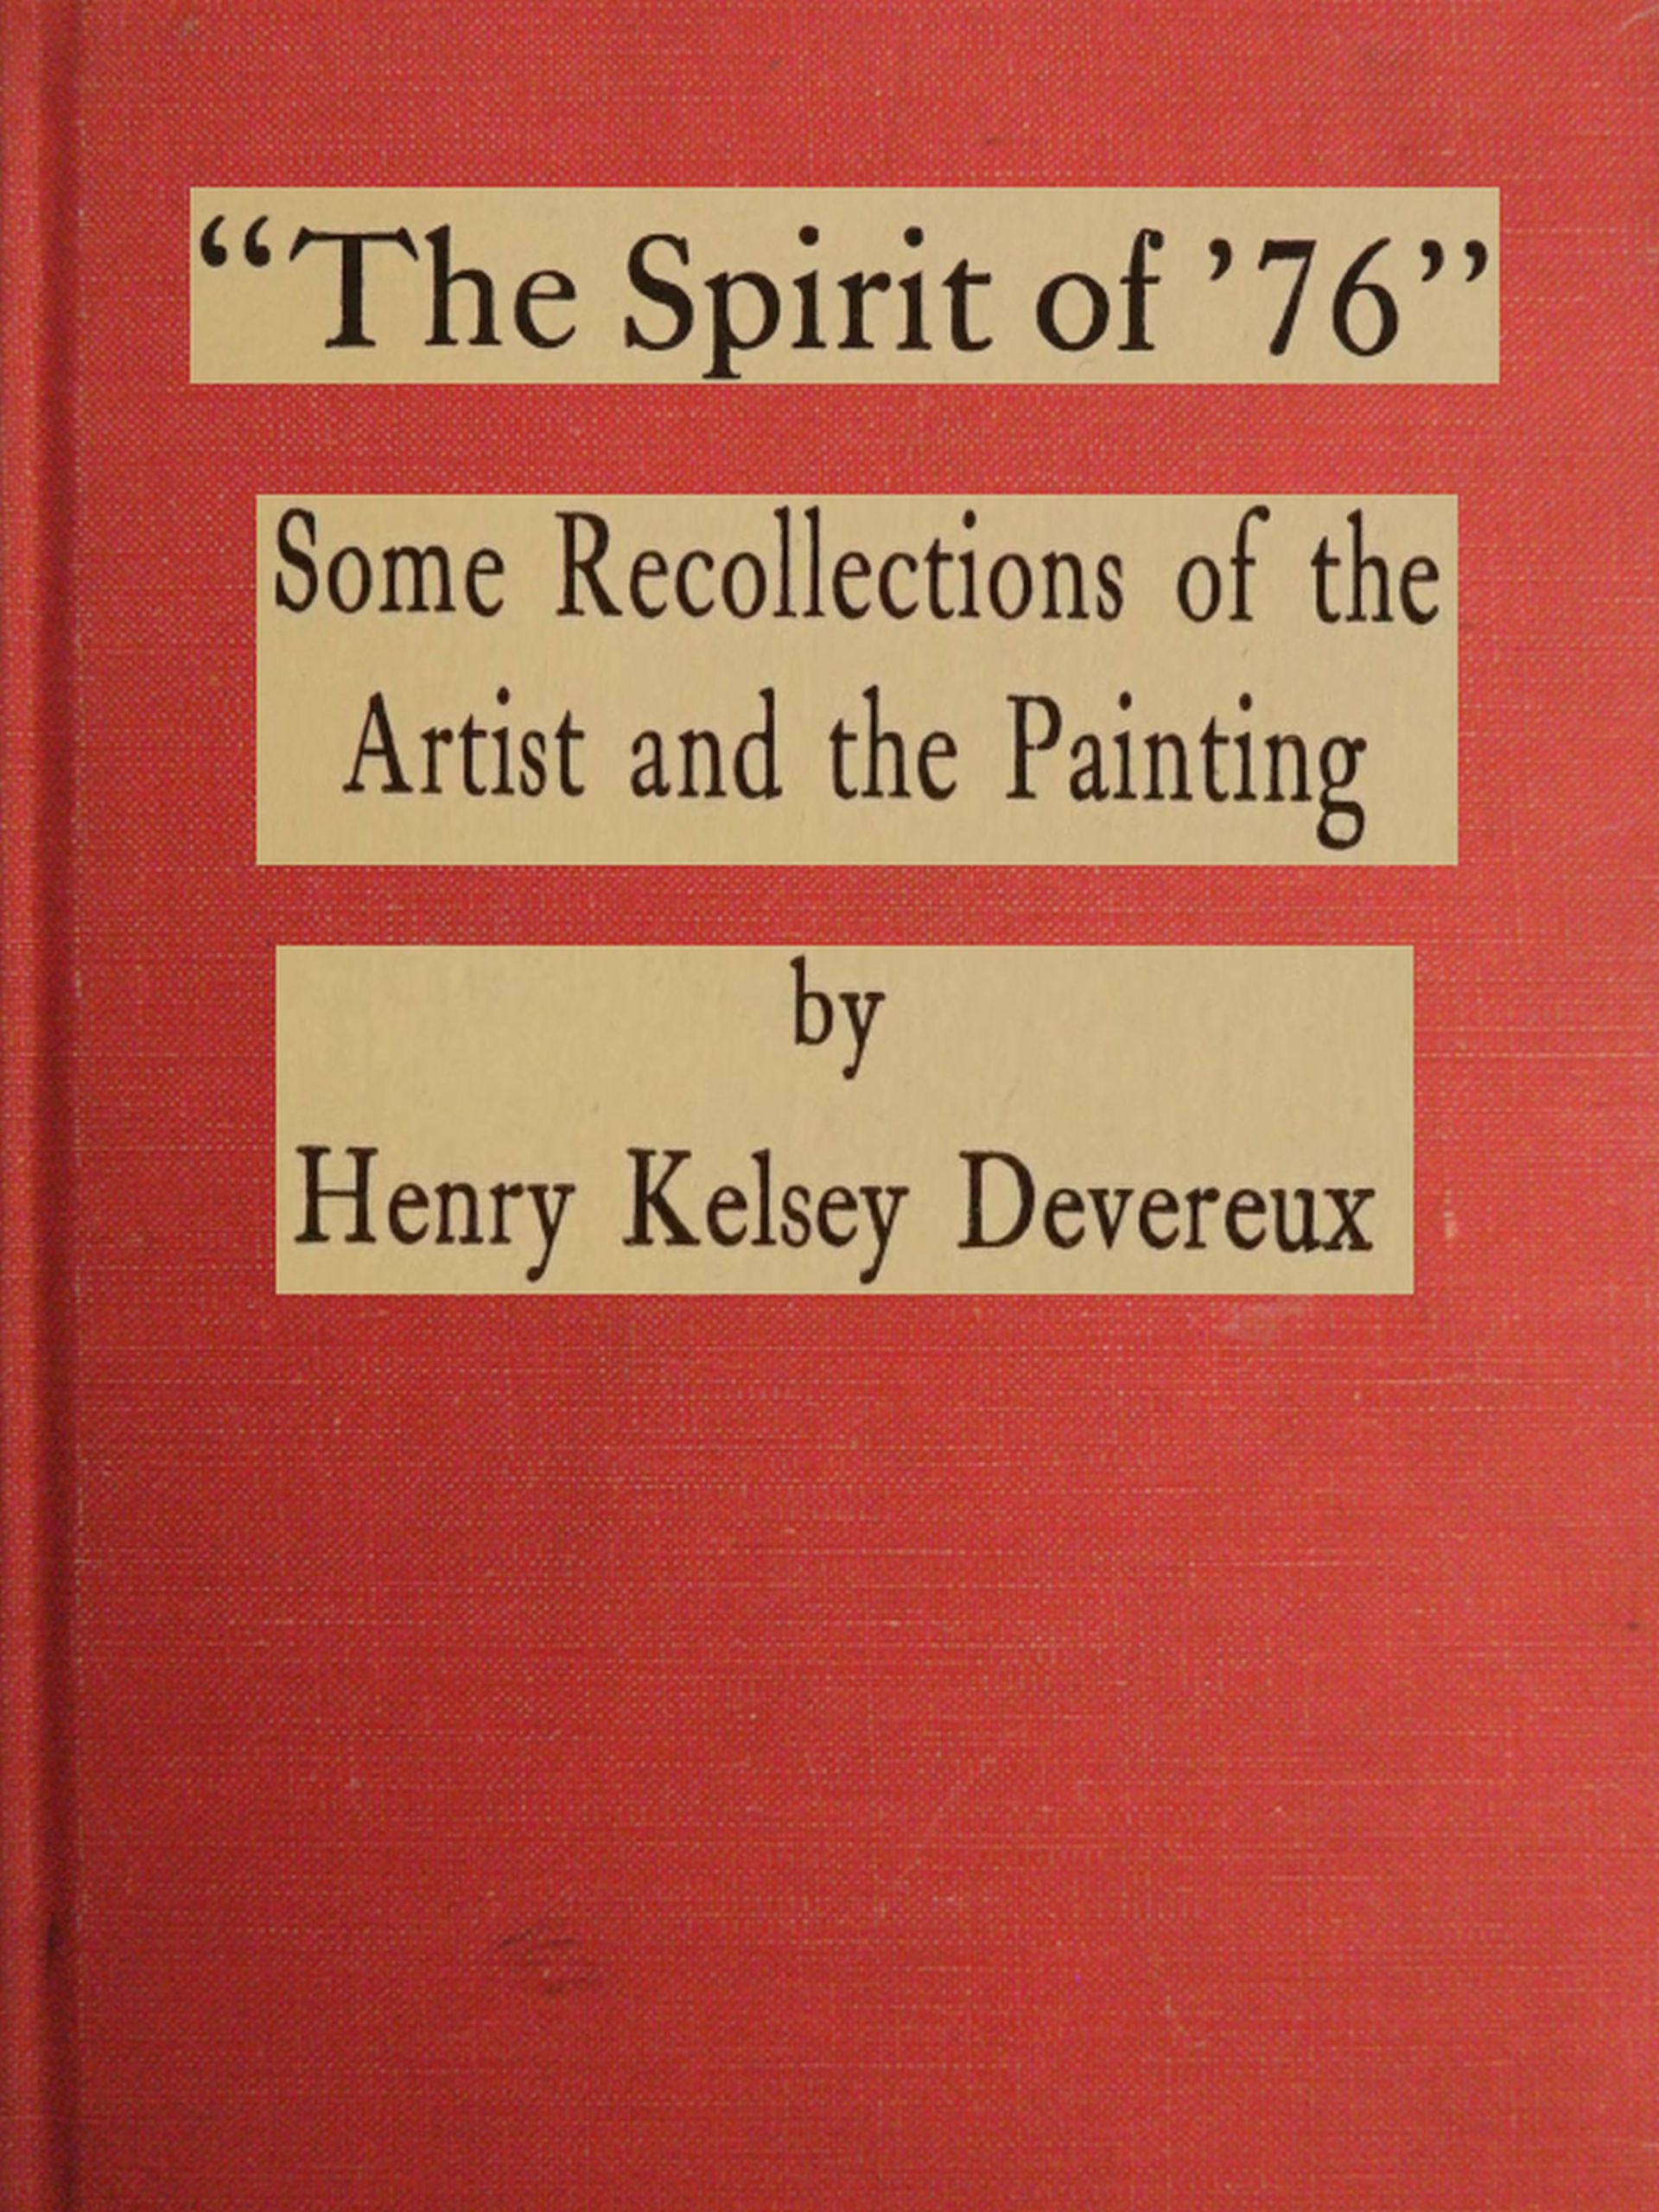 “The Spirit of ’76”
Some Recollections of the
Artist and the Painting
by
Henry Kelsey Devereux